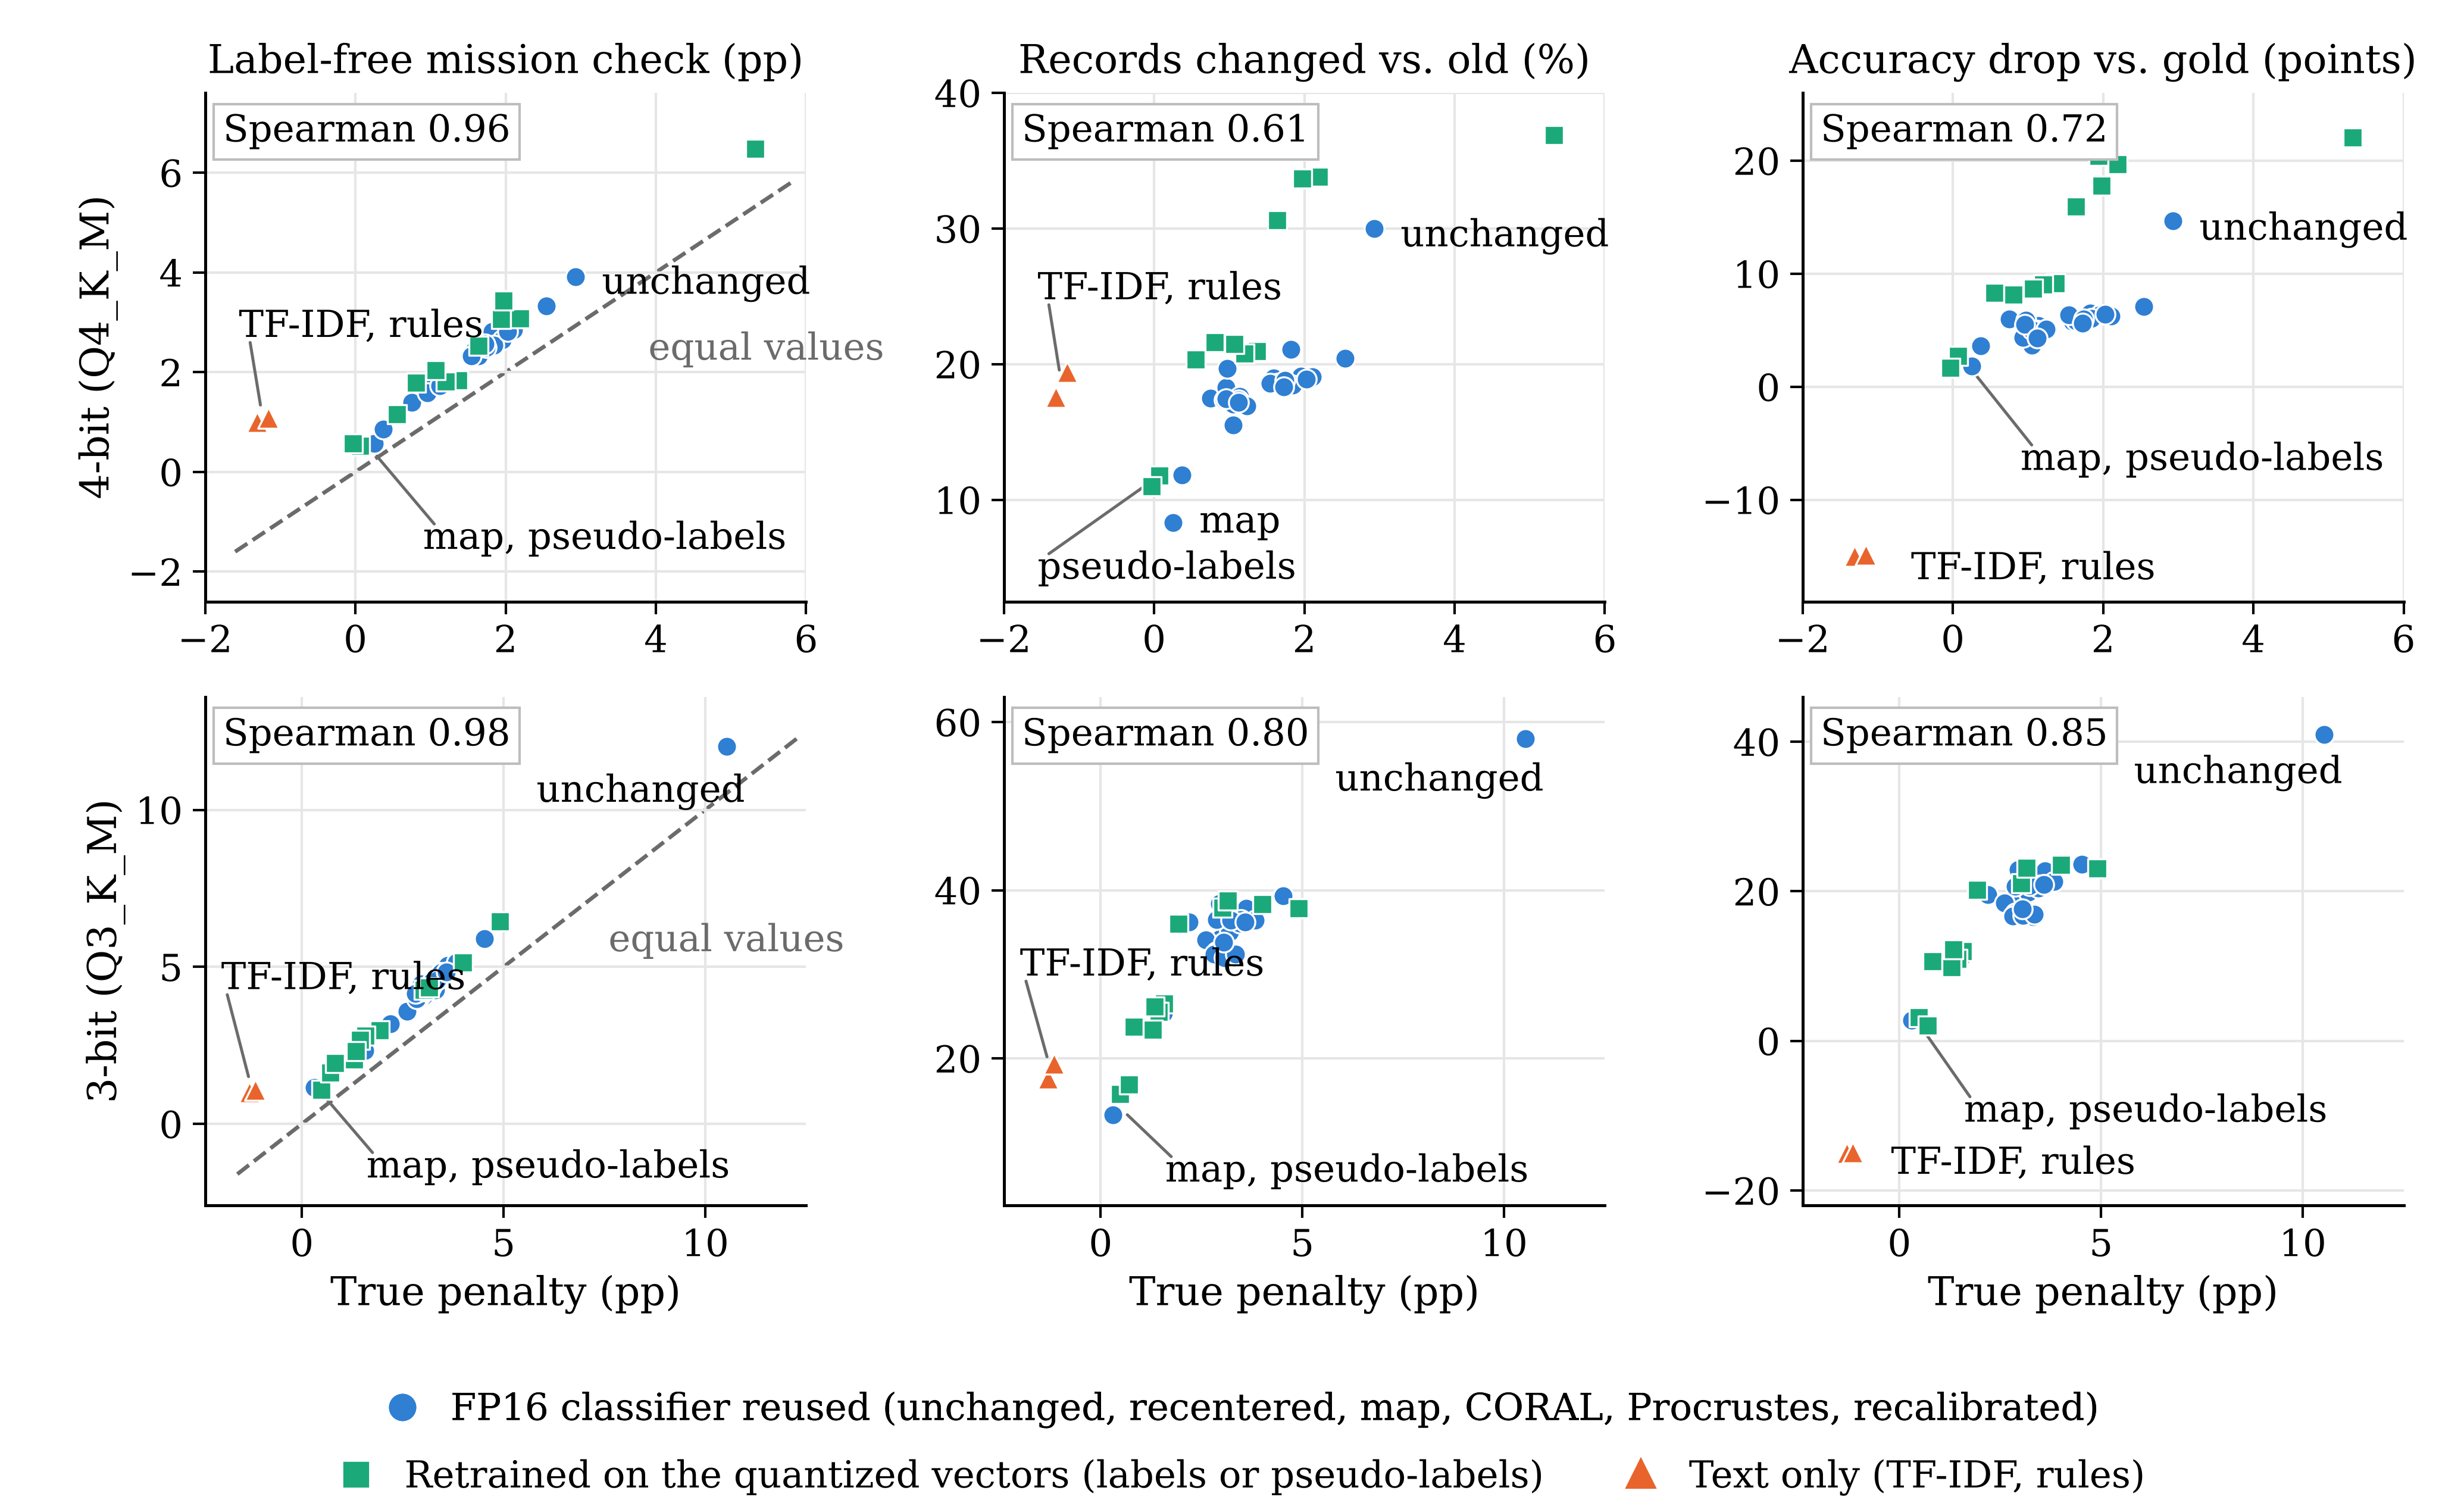 Label-free mission check (pp)
Records changed vs. old (%)
Accuracy drop vs. gold (points)
4-bit (Q4_K_M)
6
4
2
0
−2
Spearman 0.96
unchanged
TF-IDF, rules
equal values
map, pseudo-labels
−2 0 2 4 6
40
30
20
10
Spearman 0.61
unchanged
TF-IDF, rules
map
pseudo-labels
−2 0 2 4 6
20
10
0
−10
Spearman 0.72
unchanged
map, pseudo-labels
TF-IDF, rules
−2 0 2 4 6
3-bit (Q3_K_M)
10
5
0
Spearman 0.98
unchanged
equal values
TF-IDF, rules
map, pseudo-labels
0 5 10
True penalty (pp)
60
40
20
Spearman 0.80
unchanged
TF-IDF, rules
map, pseudo-labels
0 5 10
True penalty (pp)
40
20
0
−20
Spearman 0.85
unchanged
map, pseudo-labels
TF-IDF, rules
0 5 10
True penalty (pp)
FP16 classifier reused (unchanged, recentered, map, CORAL, Procrustes, recalibrated)
Retrained on the quantized vectors (labels or pseudo-labels)
Text only (TF-IDF, rules)